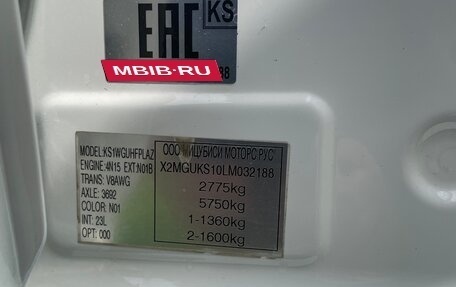 KS
EAC
MBIB-RU
88
MODEL:KS1WGUHFPLAZ
ENGINE:4N15 EXT:N01B
TRANS: V8AWG
AXLE: 3692
COLOR: N01
INT: 23L
OPT: 000
ООО МИЦУБИСИ МОТОРС РУС
X2MGUKS10LM032188
2775kg
5750kg
1-1360kg
2-1600kg